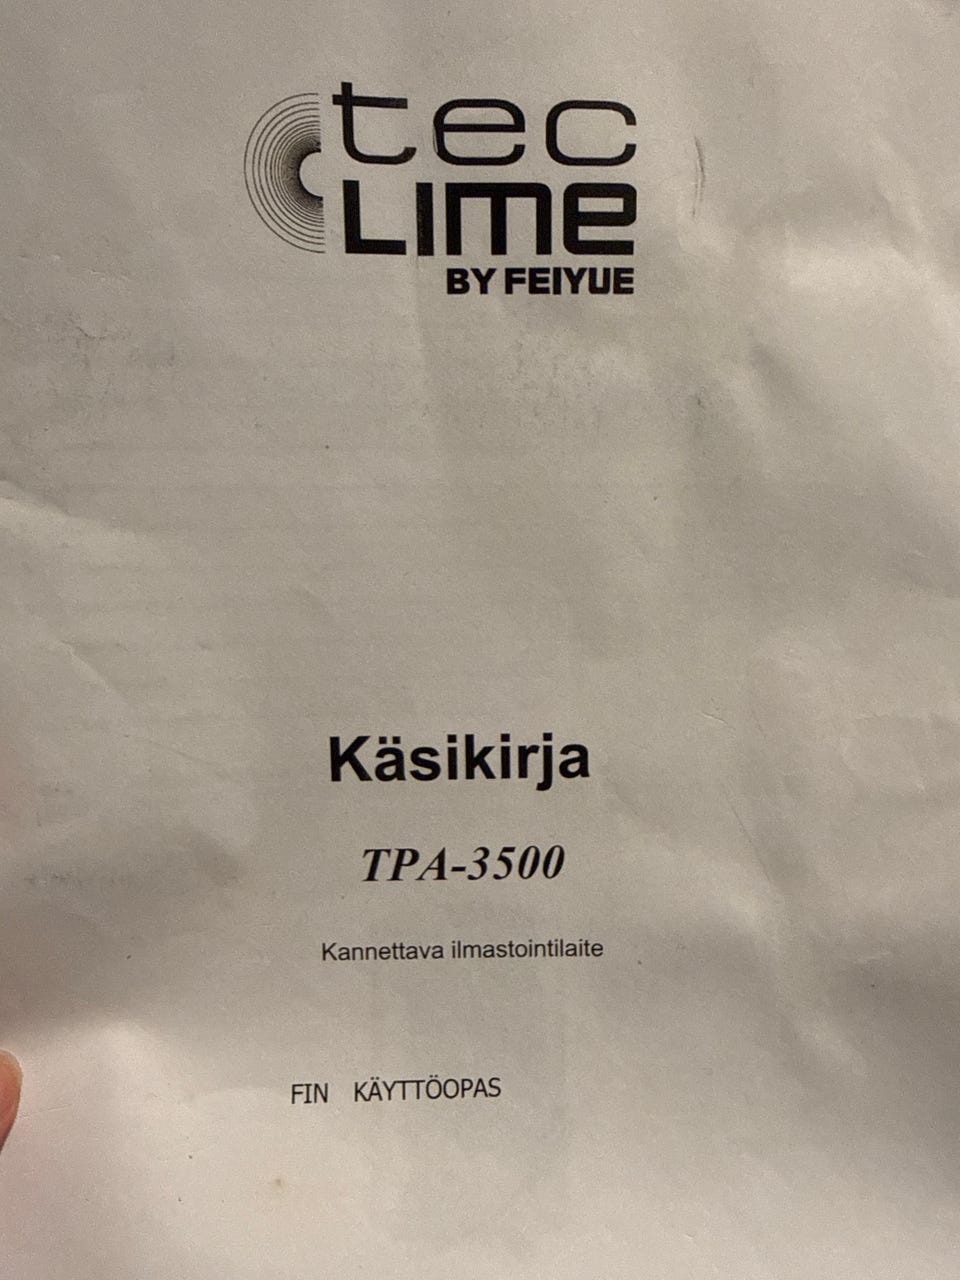 tec
LIME
BY FEIYUE
Käsikirja
TPA-3500
Kannettava ilmastointilaite
FIN KÄYTTÖOPAS